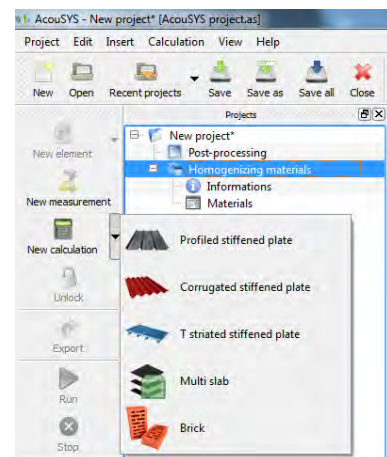 AcouSYS - New project* [AcouSYS project.as]
Project Edit Insert Calculation View Help
New Open Recent projects Save Save as Save all Close
Projects
New element
New measurement
New calculation
Unlock
Export
Run
Stop
New project*
Post-processing
Homogenizing materials
Informations
Materials
Profiled stiffened plate
Corrugated stiffened plate
T striated stiffened plate
Multi slab
Brick